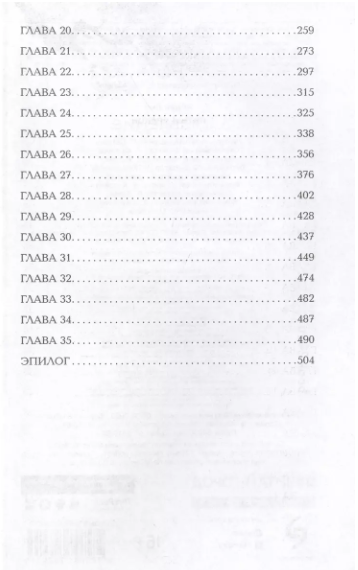 ГЛАВА 20. . . . . . . . . . . . . . . . . . . . . . . . . . . . . . . . . . . . . . . . . . . 259
ГЛАВА 21. . . . . . . . . . . . . . . . . . . . . . . . . . . . . . . . . . . . . . . . . . . 273
ГЛАВА 22. . . . . . . . . . . . . . . . . . . . . . . . . . . . . . . . . . . . . . . . . . . 297
ГЛАВА 23. . . . . . . . . . . . . . . . . . . . . . . . . . . . . . . . . . . . . . . . . . . 315
ГЛАВА 24. . . . . . . . . . . . . . . . . . . . . . . . . . . . . . . . . . . . . . . . . . . 325
ГЛАВА 25. . . . . . . . . . . . . . . . . . . . . . . . . . . . . . . . . . . . . . . . . . . 338
ГЛАВА 26. . . . . . . . . . . . . . . . . . . . . . . . . . . . . . . . . . . . . . . . . . . 356
ГЛАВА 27. . . . . . . . . . . . . . . . . . . . . . . . . . . . . . . . . . . . . . . . . . . 376
ГЛАВА 28. . . . . . . . . . . . . . . . . . . . . . . . . . . . . . . . . . . . . . . . . . . 402
ГЛАВА 29. . . . . . . . . . . . . . . . . . . . . . . . . . . . . . . . . . . . . . . . . . . 428
ГЛАВА 30. . . . . . . . . . . . . . . . . . . . . . . . . . . . . . . . . . . . . . . . . . . 437
ГЛАВА 31. . . . . . . . . . . . . . . . . . . . . . . . . . . . . . . . . . . . . . . . . . . 449
ГЛАВА 32. . . . . . . . . . . . . . . . . . . . . . . . . . . . . . . . . . . . . . . . . . . 474
ГЛАВА 33. . . . . . . . . . . . . . . . . . . . . . . . . . . . . . . . . . . . . . . . . . . 482
ГЛАВА 34. . . . . . . . . . . . . . . . . . . . . . . . . . . . . . . . . . . . . . . . . . . 487
ГЛАВА 35. . . . . . . . . . . . . . . . . . . . . . . . . . . . . . . . . . . . . . . . . . . 490
ЭПИЛОГ . . . . . . . . . . . . . . . . . . . . . . . . . . . . . . . . . . . . . . . . . . . 504